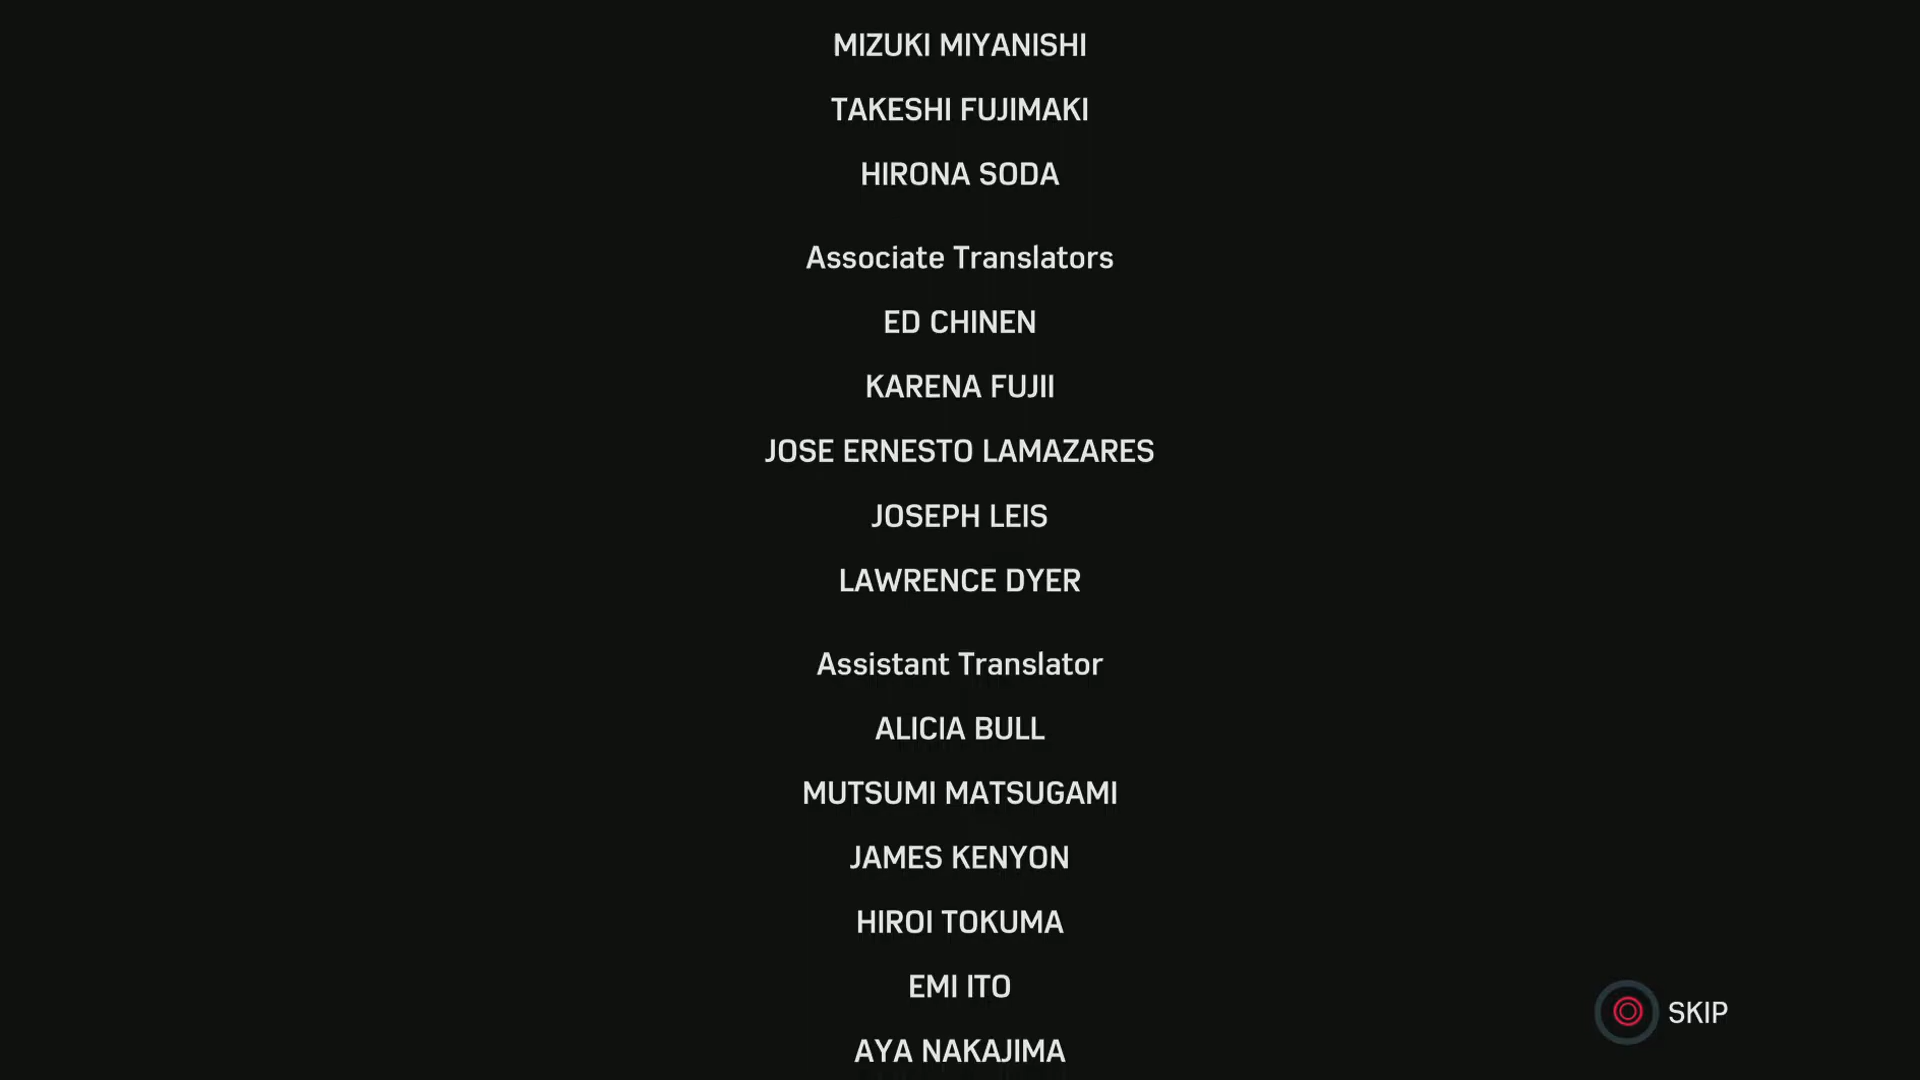 MIZUKI MIYANISHI
TAKESHI FUJIMAKI
HIRONA SODA
Associate Translators
ED CHINEN
KARENA FUJII
JOSE ERNESTO LAMAZARES
JOSEPH LEIS
LAWRENCE DYER
Assistant Translator
ALICIA BULL
MUTSUMI MATSUGAMI
JAMES KENYON
HIROI TOKUMA
EMI ITO
SKIP
AYA NAKAJIMA